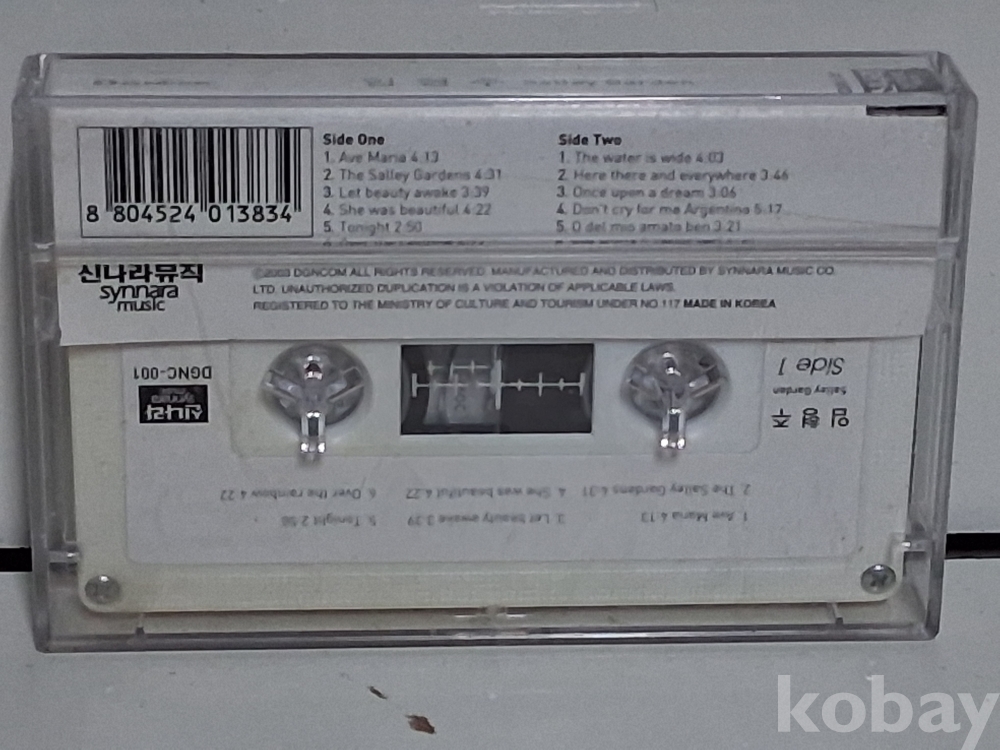 Side One
1. Ave Maria 4:13
2. The Salley Gardens 4:31
3. Let beauty awake 3:39
4. She was beautiful 4:22
5. Tonight 2:50
Side Two
1. The water is wide 4:03
2. Here there and everywhere 3:46
3. Once upon a dream 3:06
4. Don't cry for me Argentina 5:17
5. O del mio amato ben 3:21
8 804524 013834
신나라뮤직
synnara
music
©2003 DGNCOM ALL RIGHTS RESERVED. MANUFACTURED AND DISTRIBUTED BY SYNNARA MUSIC CO.
LTD. UNAUTHORIZED DUPLICATION IS A VIOLATION OF APPLICABLE LAWS.
REGISTERED TO THE MINISTRY OF CULTURE AND TOURISM UNDER NO.117 MADE IN KOREA
임형주
Salley Garden
Side 1
신나라
DGNC-001
1. Ave Maria 4:13
2. The Salley Gardens 4:31
3. Let beauty awake 3:39
4. She was beautiful 4:22
5. Tonight 2:50
6. Over the rainbow 4:22
kobay